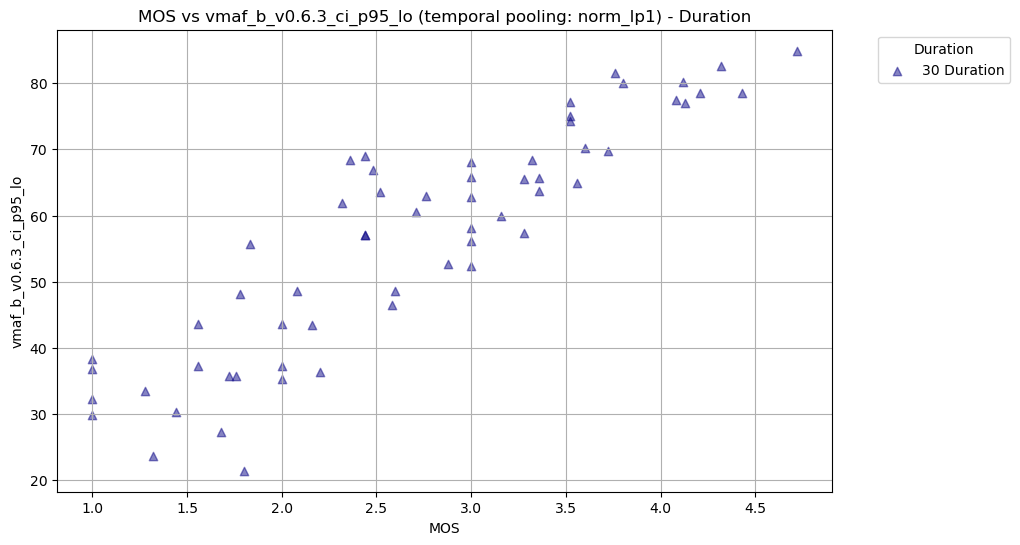 MOS vs vmaf_b_v0.6.3_ci_p95_lo (temporal pooling: norm_lp1) - Duration
Duration
30 Duration
vmaf_b_v0.6.3_ci_p95_lo
80
70
60
50
40
30
20
1.0 1.5 2.0 2.5 3.0 3.5 4.0 4.5
MOS